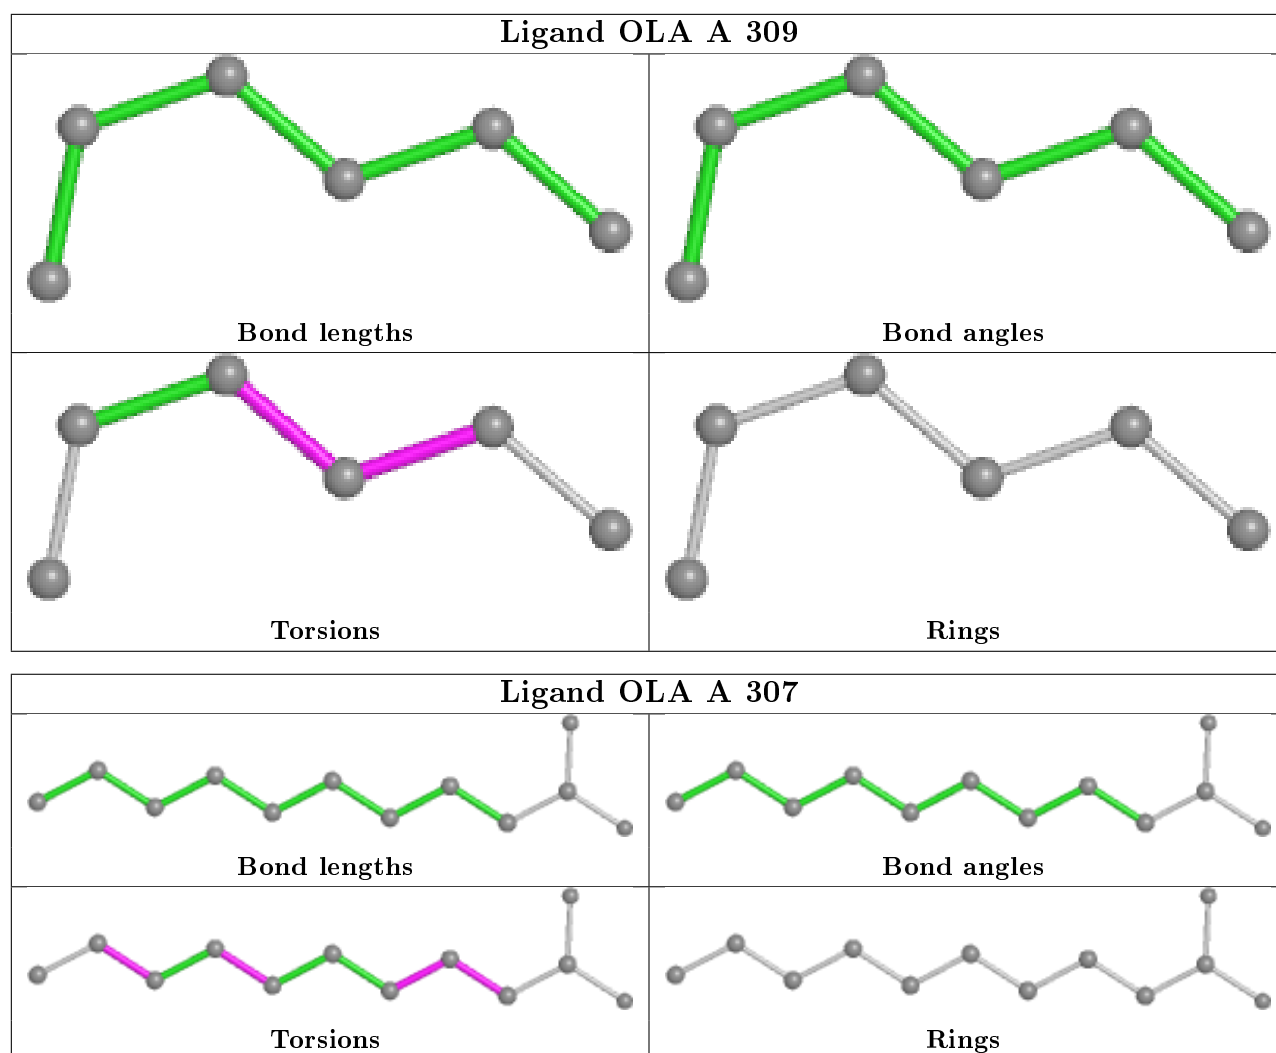 Ligand OLA A 309
Bond lengths
Bond angles
Torsions
Rings
Ligand OLA A 307
Bond lengths
Bond angles
Torsions
Rings